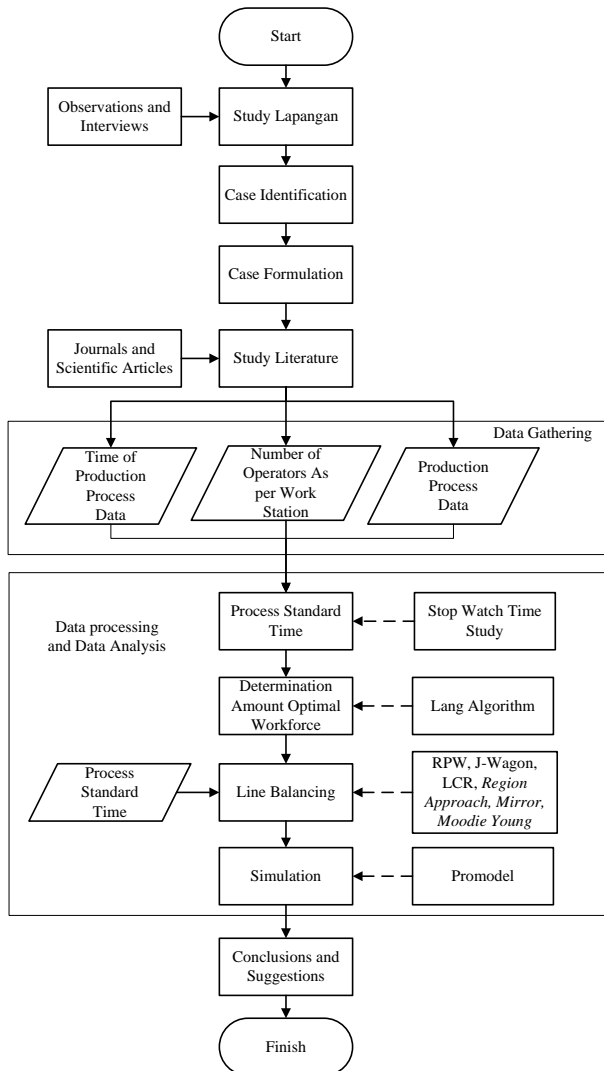 Start
Observations and
Interviews
Study Lapangan
Case Identification
Case Formulation
Journals and
Scientific Articles
Study Literature
Data Gathering
Time of
Production
Process
Data
Number of
Operators As
per Work
Station
Production
Process
Data
Data processing
and Data Analysis
Process Standard
Time
Stop Watch Time
Study
Determination
Amount Optimal
Workforce
Lang Algorithm
Process
Standard
Time
Line Balancing
RPW, J-Wagon,
LCR, Region
Approach, Mirror,
Moodie Young
Simulation
Promodel
Conclusions and
Suggestions
Finish